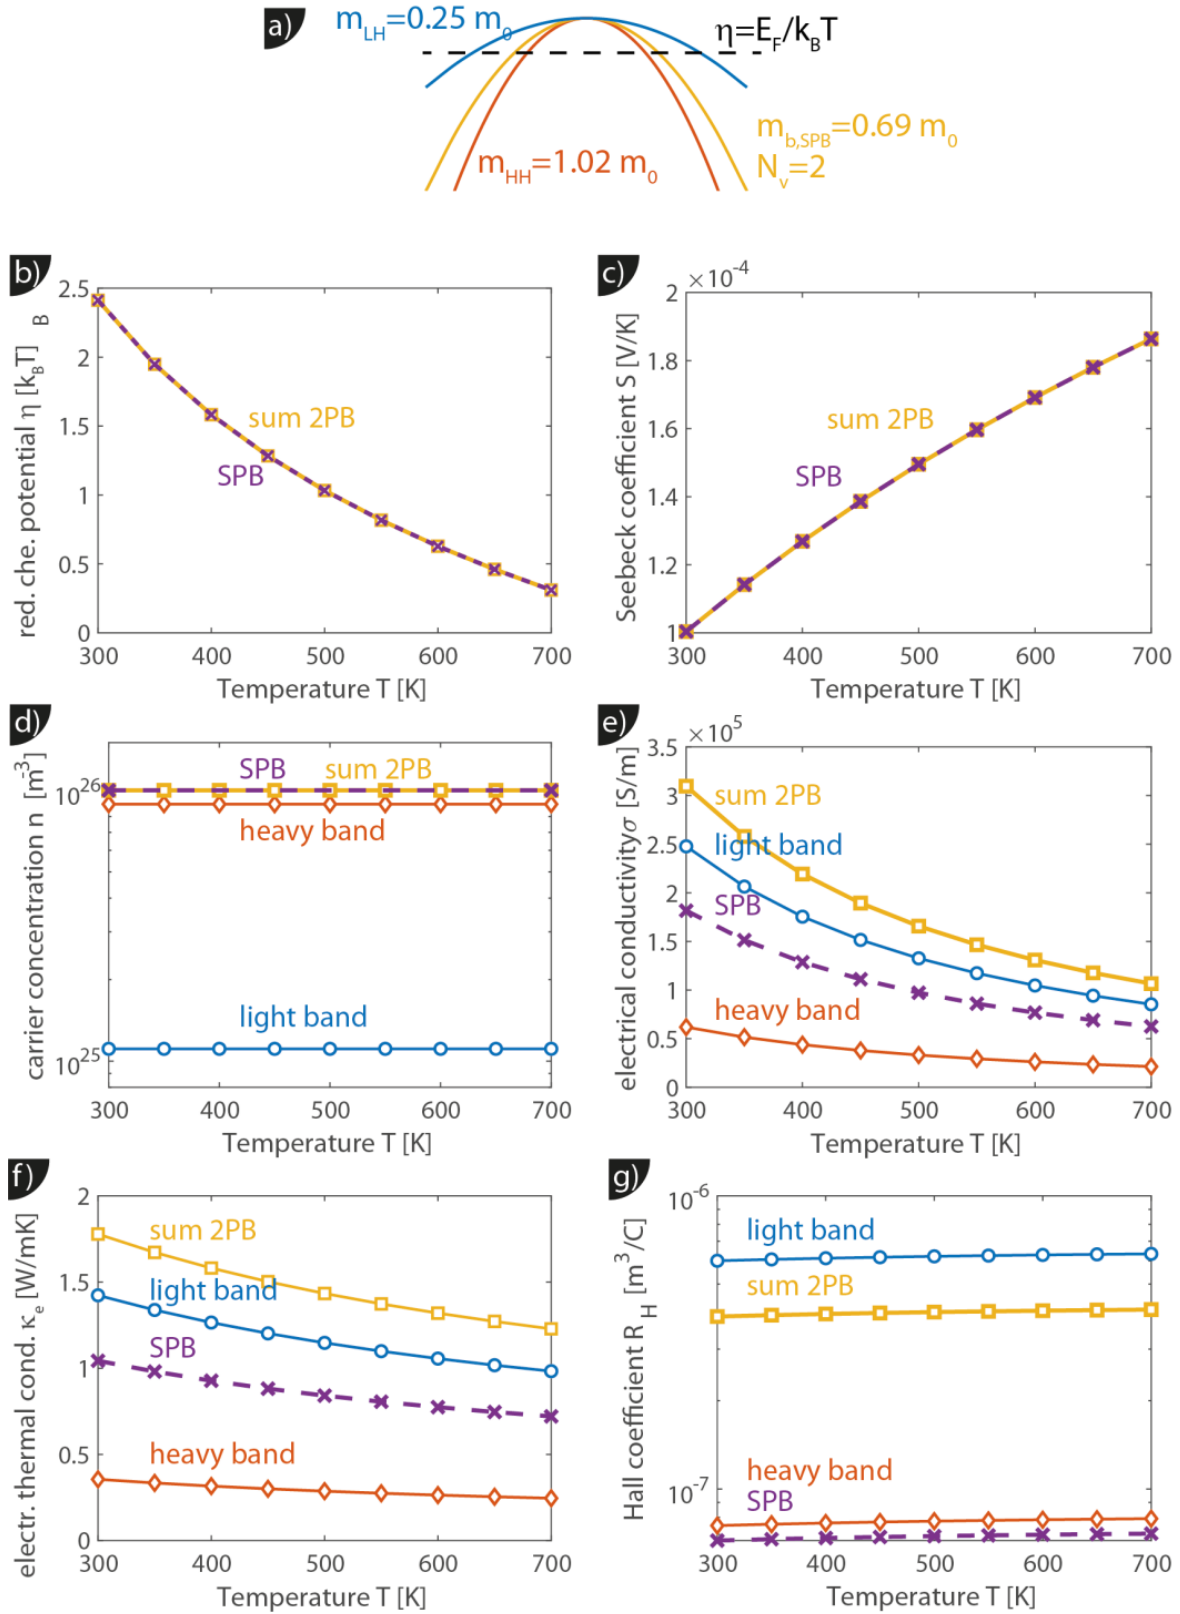 a)
m_LH=0.25 m_0
η=E_F/k_BT
m_b,SPB=0.69 m_0
N_v=2
m_HH=1.02 m_0
b)
2.5
2
1.5
1
0.5
0
300 400 500 600 700
red. che. potential η [k_BT] B
sum 2PB
SPB
Temperature T [K]
c)
×10^-4
2
1.8
1.6
1.4
1.2
1
300 400 500 600 700
Seebeck coefficient S [V/K]
sum 2PB
SPB
Temperature T [K]
d)
10^26
10^25
300 400 500 600 700
carrier concentration n [m^-3]
SPB sum 2PB
heavy band
light band
Temperature T [K]
e)
×10^5
3.5
3
2.5
2
1.5
1
0.5
0
300 400 500 600 700
electrical conductivity σ [S/m]
sum 2PB
light band
SPB
heavy band
Temperature T [K]
f)
2
1.5
1
0.5
0
300 400 500 600 700
electr. thermal cond. κ_e [W/mK]
sum 2PB
light band
SPB
heavy band
Temperature T [K]
g)
10^-6
10^-7
300 400 500 600 700
Hall coefficient R_H [m^3/C]
light band
sum 2PB
heavy band
SPB
Temperature T [K]